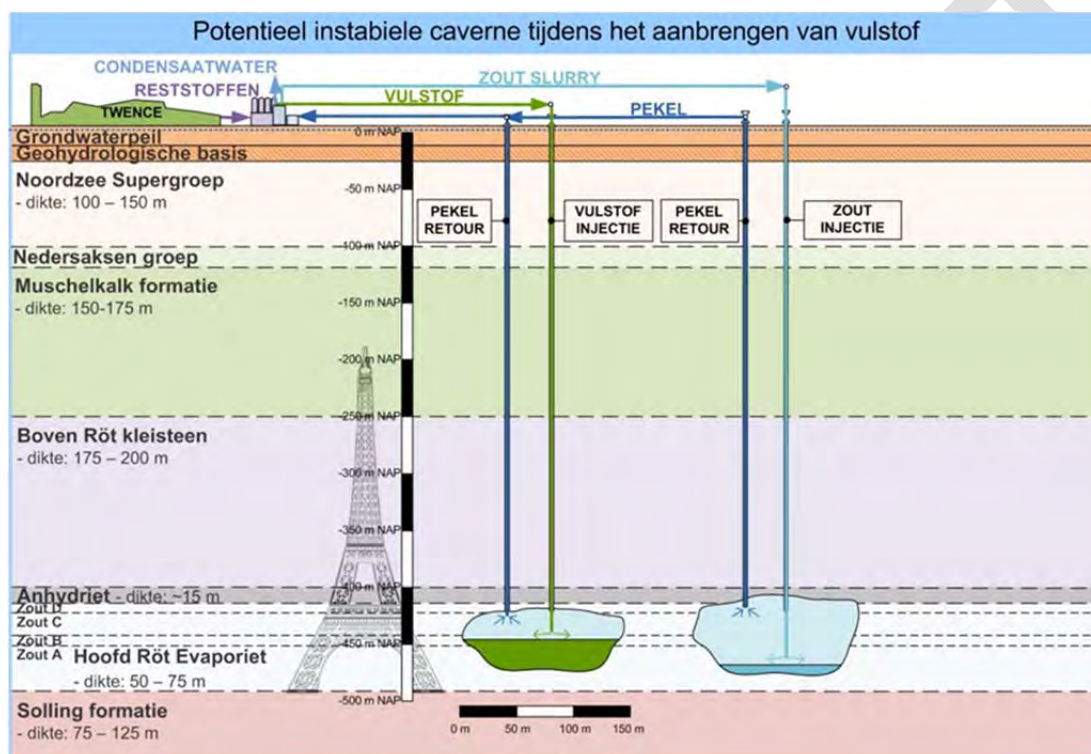 Potentieel instabiele caverne tijdens het aanbrengen van vulstof
CONDENSAATWATER
ZOUT SLURRY
RESTSTOFFEN
VULSTOF
TWENCE
PEKEL
Grondwaterpeil
0 m NAP
Geohydrologische basis
Noordzee Supergroep
- dikte: 100 – 150 m
-50 m NAP
PEKEL
RETOUR
VULSTOF
INJECTIE
PEKEL
RETOUR
ZOUT
INJECTIE
-100 m NAP
Nedersaksen groep
Muschelkalk formatie
- dikte: 150-175 m
-150 m NAP
-200 m NAP
-250 m NAP
Boven Röt kleisteen
- dikte: 175 – 200 m
-300 m NAP
-350 m NAP
-400 m NAP
Anhydriet - dikte: ~15 m
Zout D
Zout C
Zout B
-450 m NAP
Zout A
Hoofd Röt Evaporiet
- dikte: 50 – 75 m
-500 m NAP
Solling formatie
- dikte: 75 – 125 m
0 m
50 m
100 m
150 m